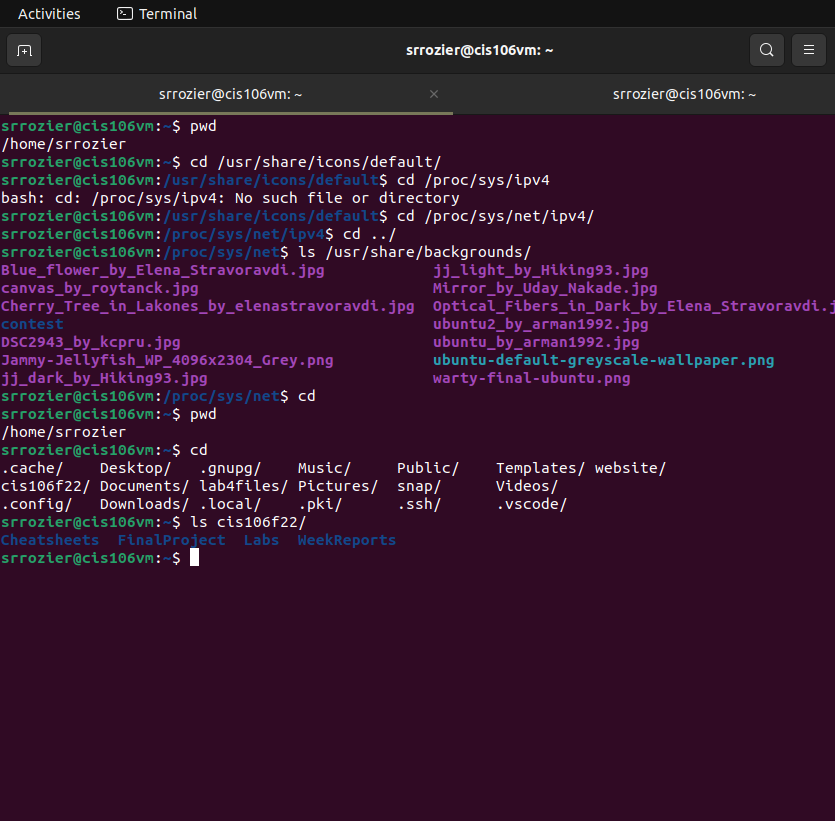 Activities Terminal
srrozier@cis106vm: ~
srrozier@cis106vm: ~ × srrozier@cis106vm: ~
srrozier@cis106vm:~$ pwd
/home/srrozier
srrozier@cis106vm:~$ cd /usr/share/icons/default/
srrozier@cis106vm:/usr/share/icons/default$ cd /proc/sys/ipv4
bash: cd: /proc/sys/ipv4: No such file or directory
srrozier@cis106vm:/usr/share/icons/default$ cd /proc/sys/net/ipv4/
srrozier@cis106vm:/proc/sys/net/ipv4$ cd ../
srrozier@cis106vm:/proc/sys/net$ ls /usr/share/backgrounds/
Blue_flower_by_Elena_Stravoravdi.jpg jj_light_by_Hiking93.jpg
canvas_by_roytanck.jpg Mirror_by_Uday_Nakade.jpg
Cherry_Tree_in_Lakones_by_elenastravoravdi.jpg Optical_Fibers_in_Dark_by_Elena_Stravoravdi.j
contest ubuntu2_by_arman1992.jpg
DSC2943_by_kcpru.jpg ubuntu_by_arman1992.jpg
Jammy-Jellyfish_WP_4096x2304_Grey.png ubuntu-default-greyscale-wallpaper.png
jj_dark_by_Hiking93.jpg warty-final-ubuntu.png
srrozier@cis106vm:/proc/sys/net$ cd
srrozier@cis106vm:~$ pwd
/home/srrozier
srrozier@cis106vm:~$ cd
.cache/ Desktop/ .gnupg/ Music/ Public/ Templates/ website/
cis106f22/ Documents/ lab4files/ Pictures/ snap/ Videos/
.config/ Downloads/ .local/ .pki/ .ssh/ .vscode/
srrozier@cis106vm:~$ ls cis106f22/
Cheatsheets FinalProject Labs WeekReports
srrozier@cis106vm:~$